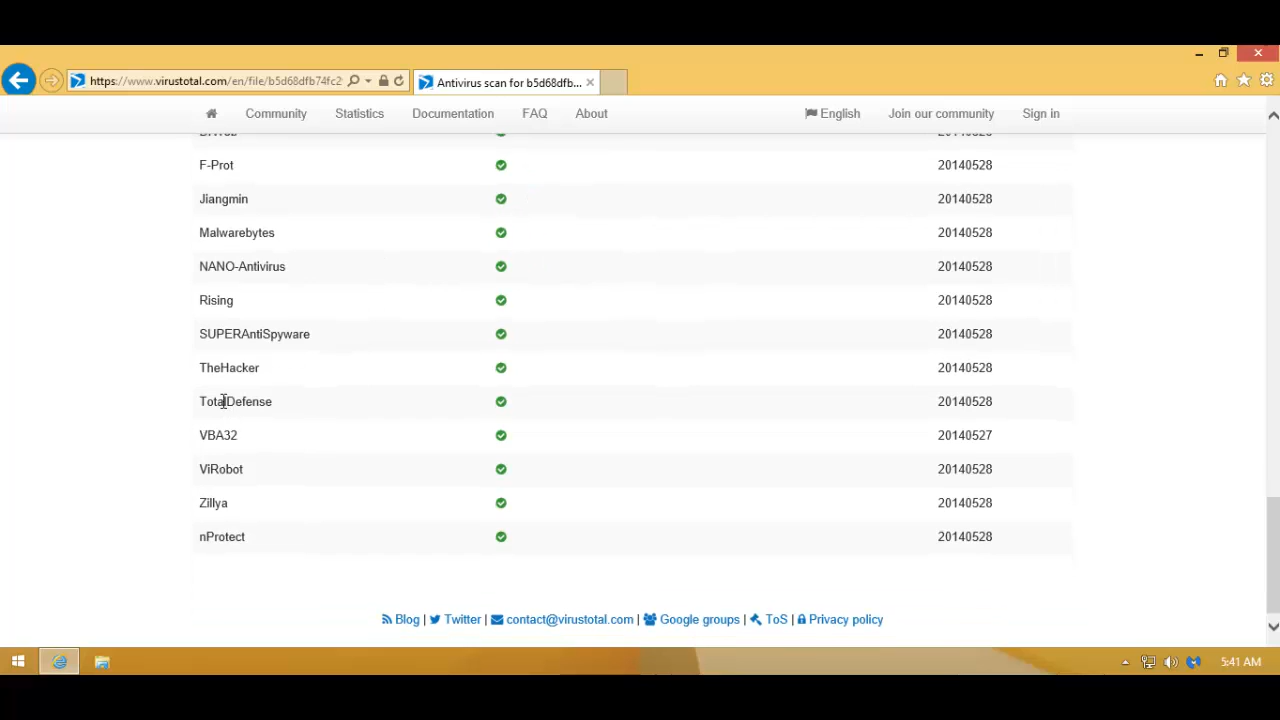 https://www.virustotal.com/en/file/b5d68dfb74fc2
Antivirus scan for b5d68dfb...
Community Statistics Documentation FAQ About English Join our community Sign in
F-Prot 20140528
Jiangmin 20140528
Malwarebytes 20140528
NANO-Antivirus 20140528
Rising 20140528
SUPERAntiSpyware 20140528
TheHacker 20140528
TotalDefense 20140528
VBA32 20140527
ViRobot 20140528
Zillya 20140528
nProtect 20140528
Blog | Twitter | contact@virustotal.com | Google groups | ToS | Privacy policy
5:41 AM